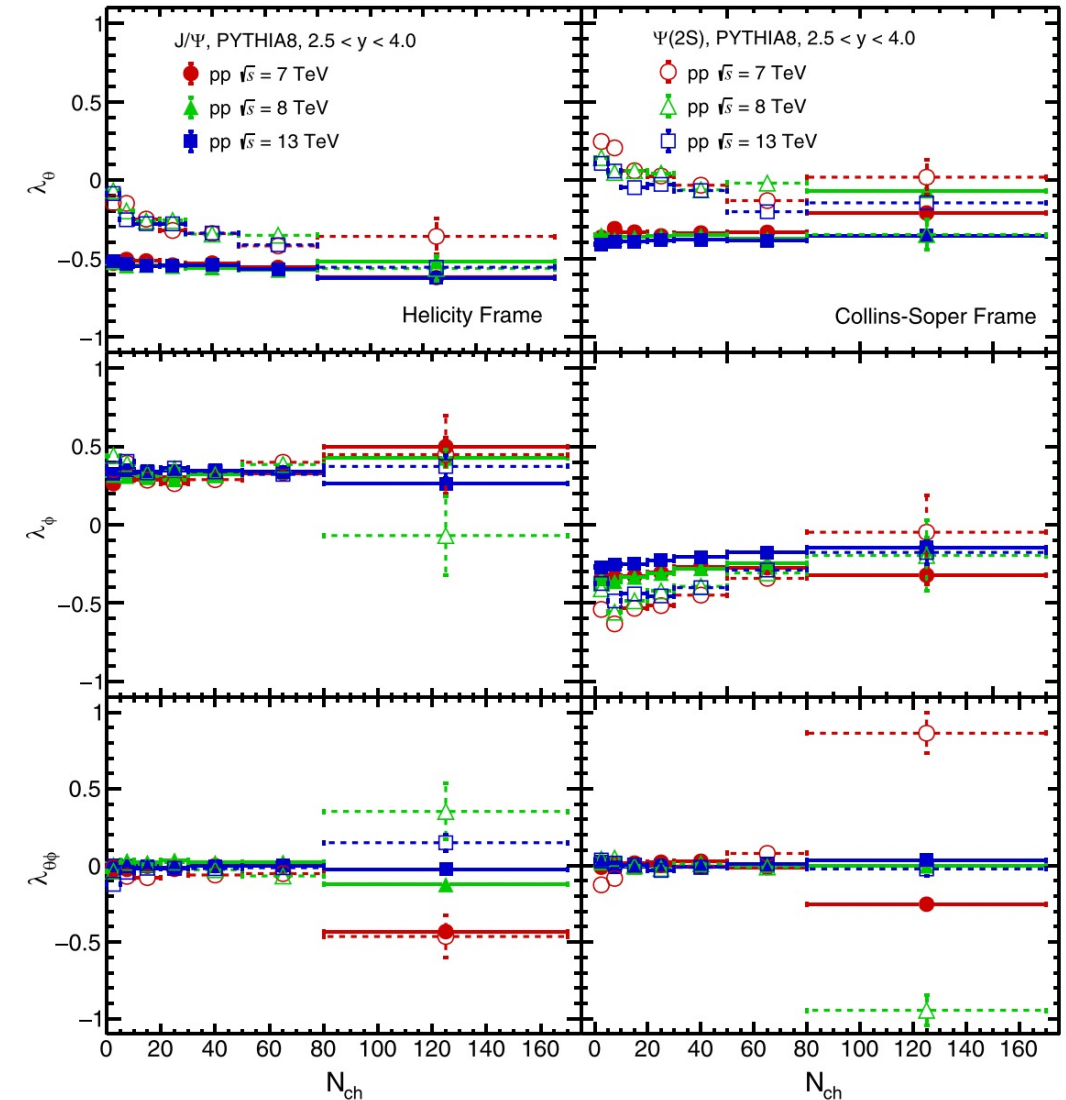 J/Ψ, PYTHIA8, 2.5 < y < 4.0
pp √s = 7 TeV
pp √s = 8 TeV
pp √s = 13 TeV
Helicity Frame
Ψ(2S), PYTHIA8, 2.5 < y < 4.0
pp √s = 7 TeV
pp √s = 8 TeV
pp √s = 13 TeV
Collins-Soper Frame
λθ
1
0.5
0
−0.5
−1
λϕ
1
0.5
0
−0.5
−1
λθϕ
1
0.5
0
−0.5
−1
0 20 40 60 80 100 120 140 160
Nch
0 20 40 60 80 100 120 140 160
Nch